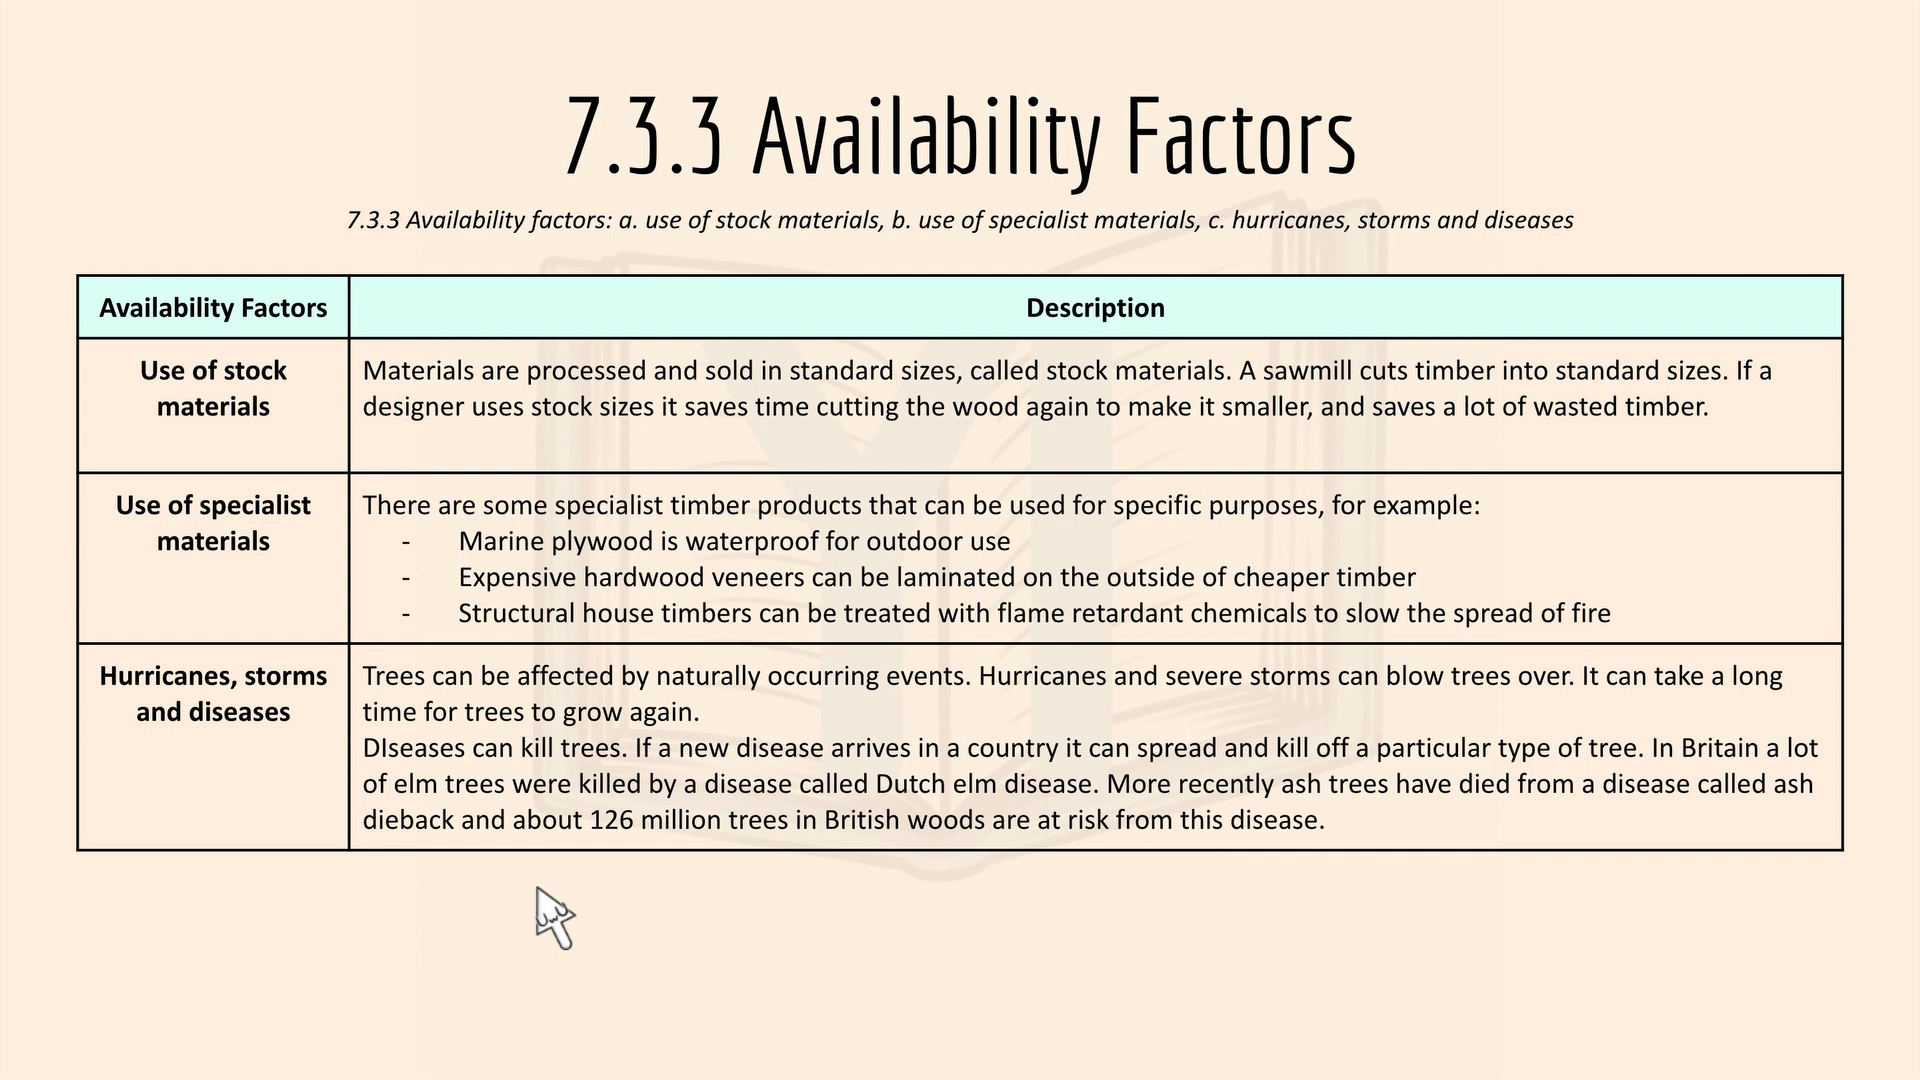 7.3.3 Availability Factors
7.3.3 Availability factors: a. use of stock materials, b. use of specialist materials, c. hurricanes, storms and diseases
Availability Factors
Description
Use of stock
materials
Materials are processed and sold in standard sizes, called stock materials. A sawmill cuts timber into standard sizes. If a
designer uses stock sizes it saves time cutting the wood again to make it smaller, and saves a lot of wasted timber.
Use of specialist
materials
There are some specialist timber products that can be used for specific purposes, for example:
- Marine plywood is waterproof for outdoor use
- Expensive hardwood veneers can be laminated on the outside of cheaper timber
- Structural house timbers can be treated with flame retardant chemicals to slow the spread of fire
Hurricanes, storms
and diseases
Trees can be affected by naturally occurring events. Hurricanes and severe storms can blow trees over. It can take a long
time for trees to grow again.
DIseases can kill trees. If a new disease arrives in a country it can spread and kill off a particular type of tree. In Britain a lot
of elm trees were killed by a disease called Dutch elm disease. More recently ash trees have died from a disease called ash
dieback and about 126 million trees in British woods are at risk from this disease.